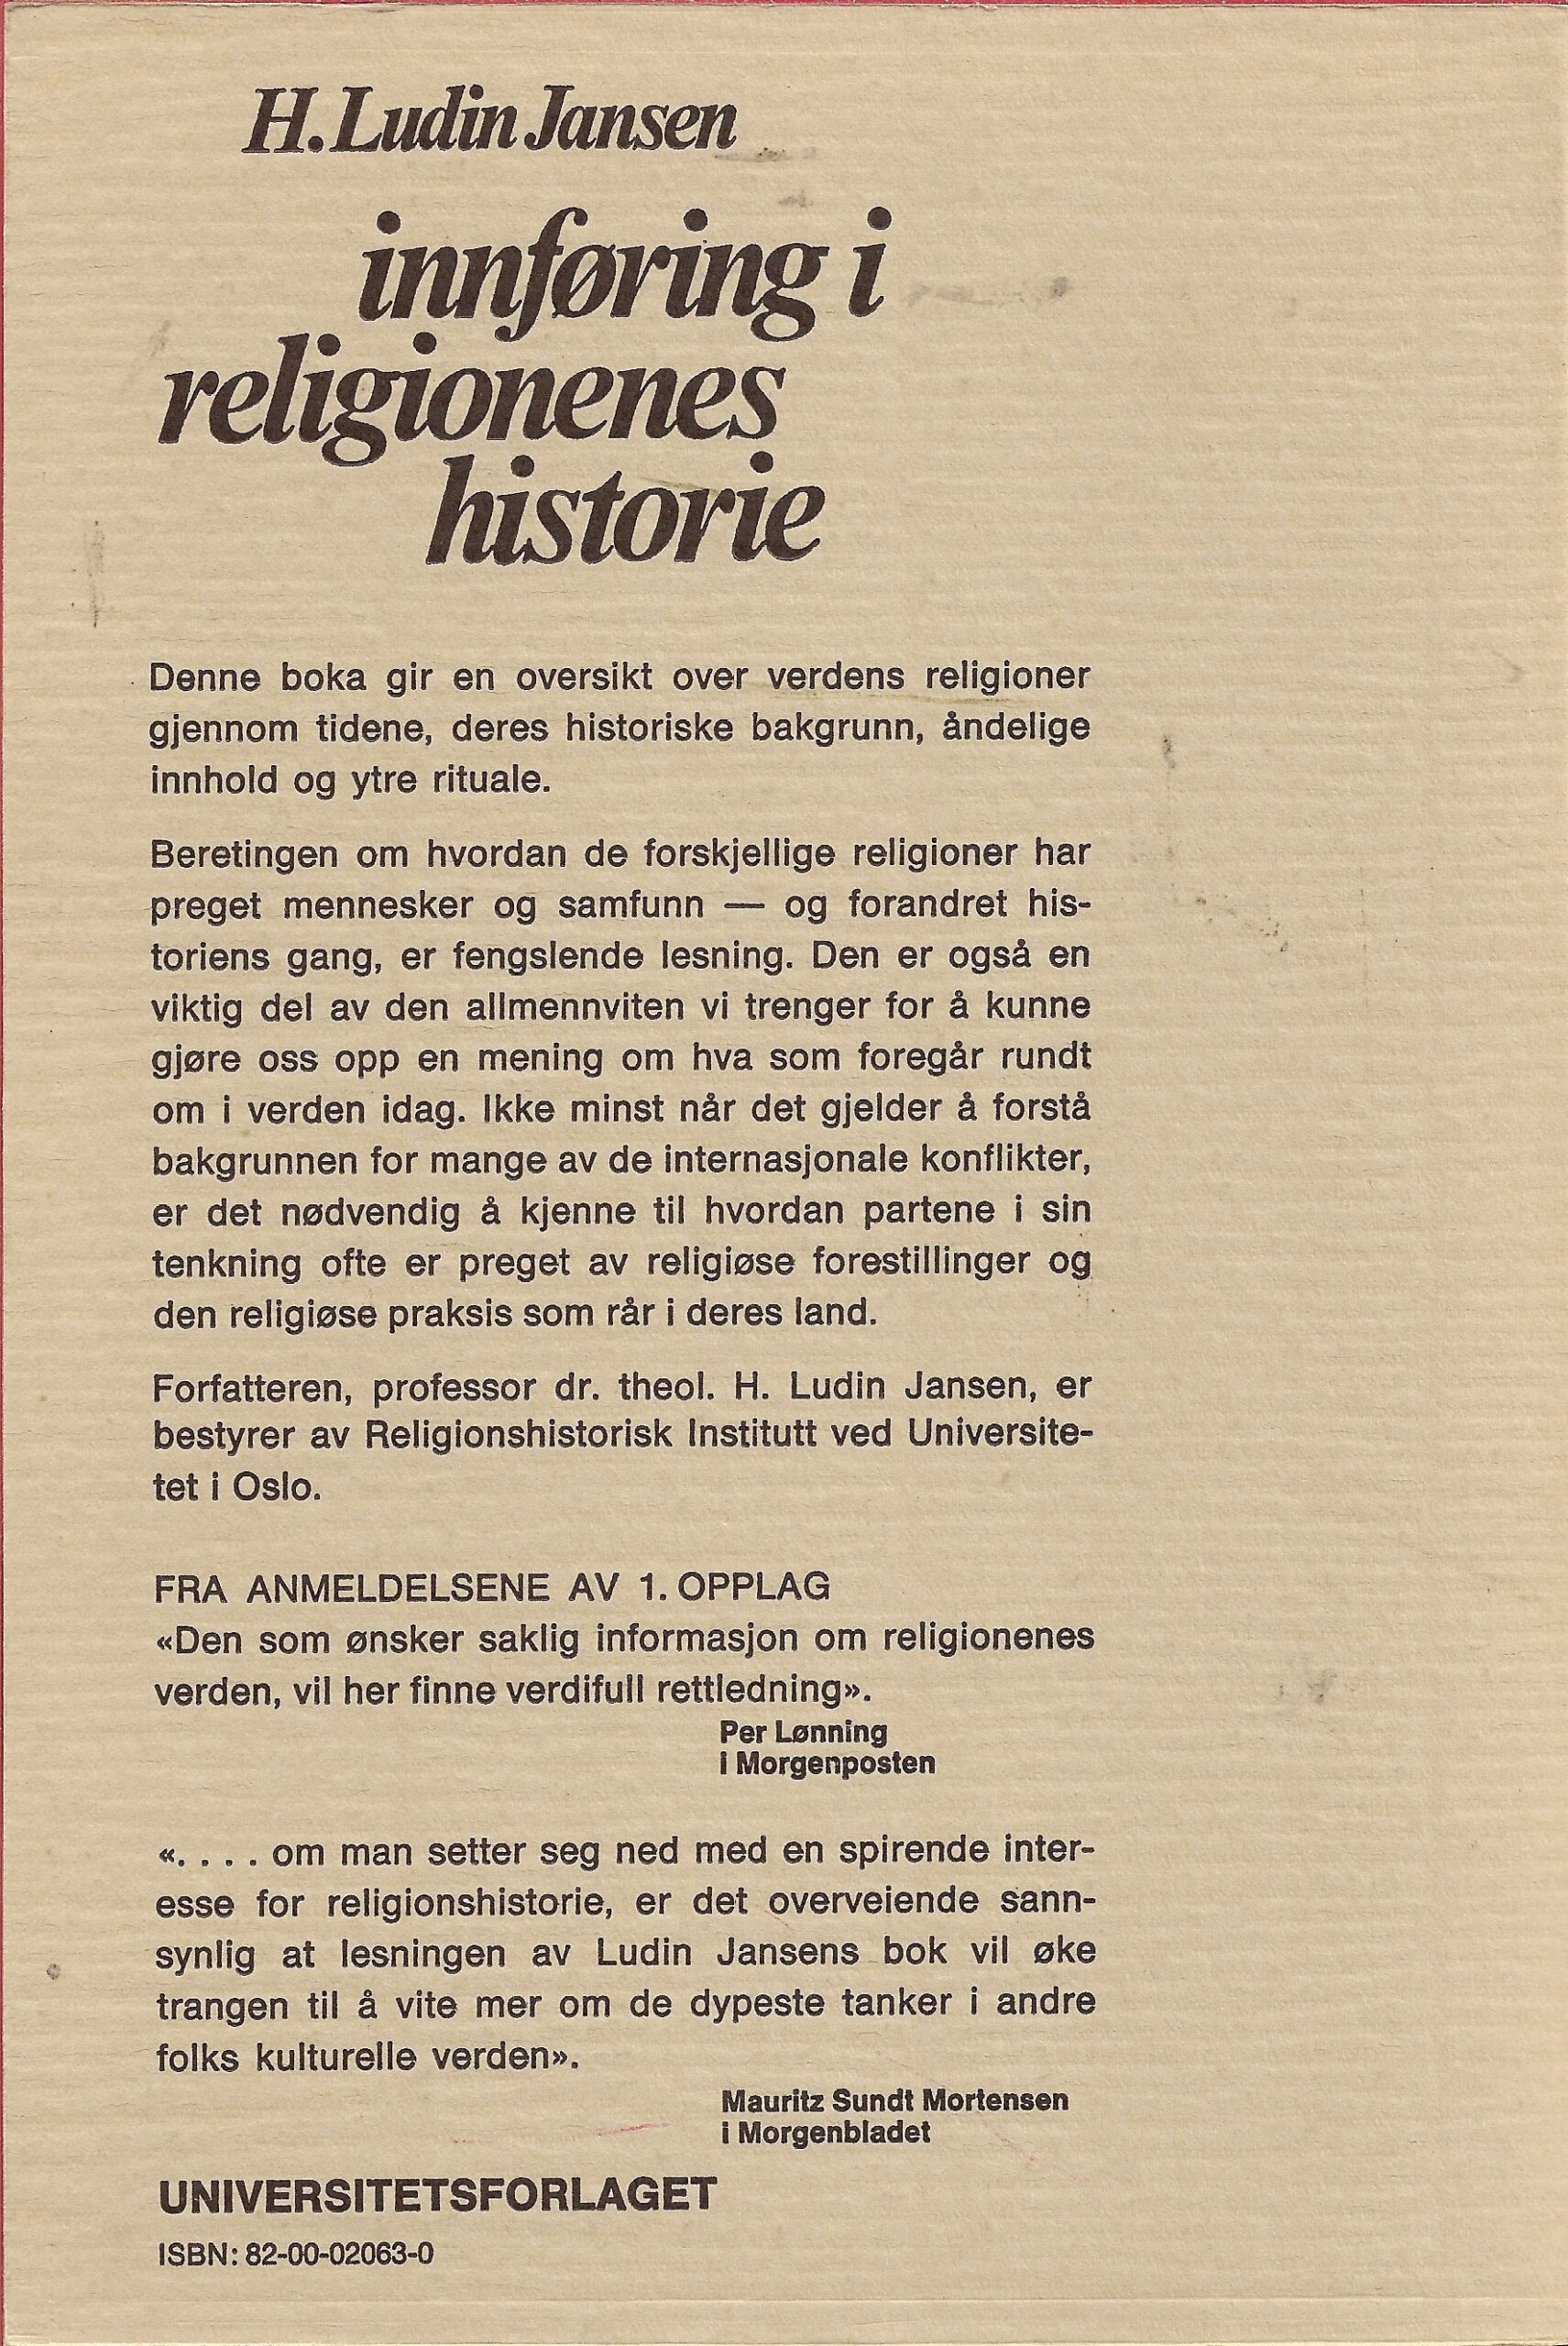 H. Ludin Jansen
innføring i
religionenes
historie
Denne boka gir en oversikt over verdens religioner
gjennom tidene, deres historiske bakgrunn, åndelige
innhold og ytre rituale.
Beretingen om hvordan de forskjellige religioner har
preget mennesker og samfunn — og forandret his-
toriens gang, er fengslende lesning. Den er også en
viktig del av den allmennviten vi trenger for å kunne
gjøre oss opp en mening om hva som foregår rundt
om i verden idag. Ikke minst når det gjelder å forstå
bakgrunnen for mange av de internasjonale konflikter,
er det nødvendig å kjenne til hvordan partene i sin
tenkning ofte er preget av religiøse forestillinger og
den religiøse praksis som rår i deres land.
Forfatteren, professor dr. theol. H. Ludin Jansen, er
bestyrer av Religionshistorisk Institutt ved Universite-
tet i Oslo.
FRA ANMELDELSENE AV 1. OPPLAG
«Den som ønsker saklig informasjon om religionenes
verden, vil her finne verdifull rettledning».
Per Lønning
i Morgenposten
«. . . . om man setter seg ned med en spirende inter-
esse for religionshistorie, er det overveiende sann-
synlig at lesningen av Ludin Jansens bok vil øke
trangen til å vite mer om de dypeste tanker i andre
folks kulturelle verden».
Mauritz Sundt Mortensen
i Morgenbladet
UNIVERSITETSFORLAGET
ISBN: 82-00-02063-0